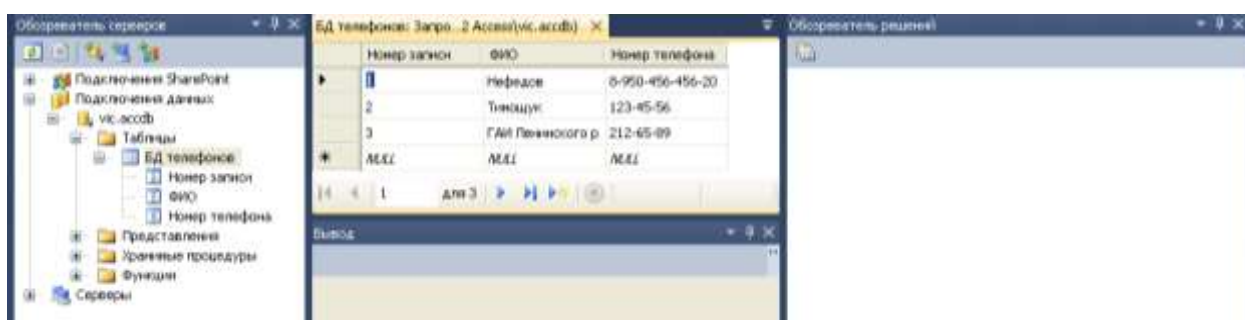 Обозреватель серверов
Подключения SharePoint
Подключения данных
vic.accdb
Таблицы
БД телефонов
Номер записи
ФИО
Номер телефона
Представления
Хранимые процедуры
Функции
Серверы
БД телефонов: Запро...2 Access\vic.accdb)
Номер записи ФИО Номер телефона
1 Нефедов 8-950-456-456-20
2 Тимощук 123-45-56
3 ГАИ Ленинского р 212-65-89
NULL NULL NULL
1 для 3
Вывод
Обозреватель решений